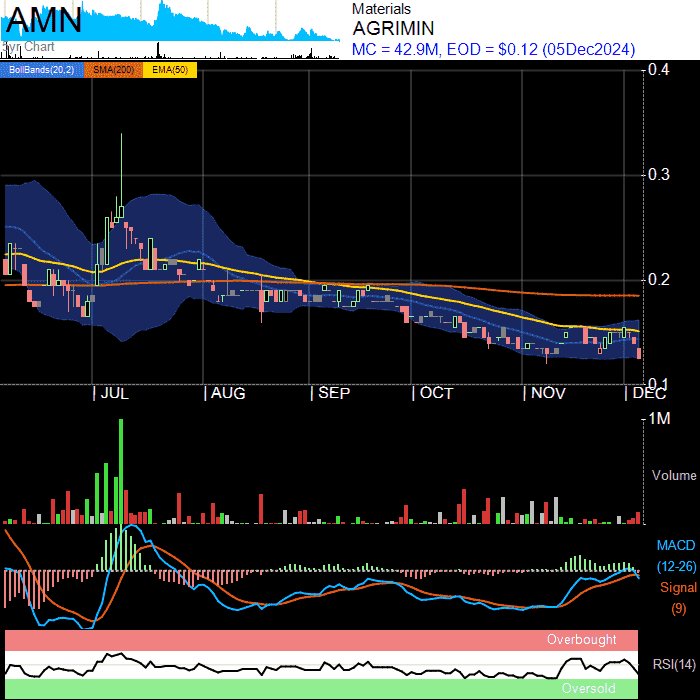 AMN
5yr Chart
Materials
AGRIMIN
MC = 42.9M, EOD = $0.12 (05Dec2024)
BollBands(20,2) SMA(200) EMA(50)
0.4
0.3
0.2
0.1
| JUL | AUG | SEP | OCT | NOV | DEC
1M
Volume
MACD
(12-26)
Signal
(9)
Overbought
RSI(14)
Oversold